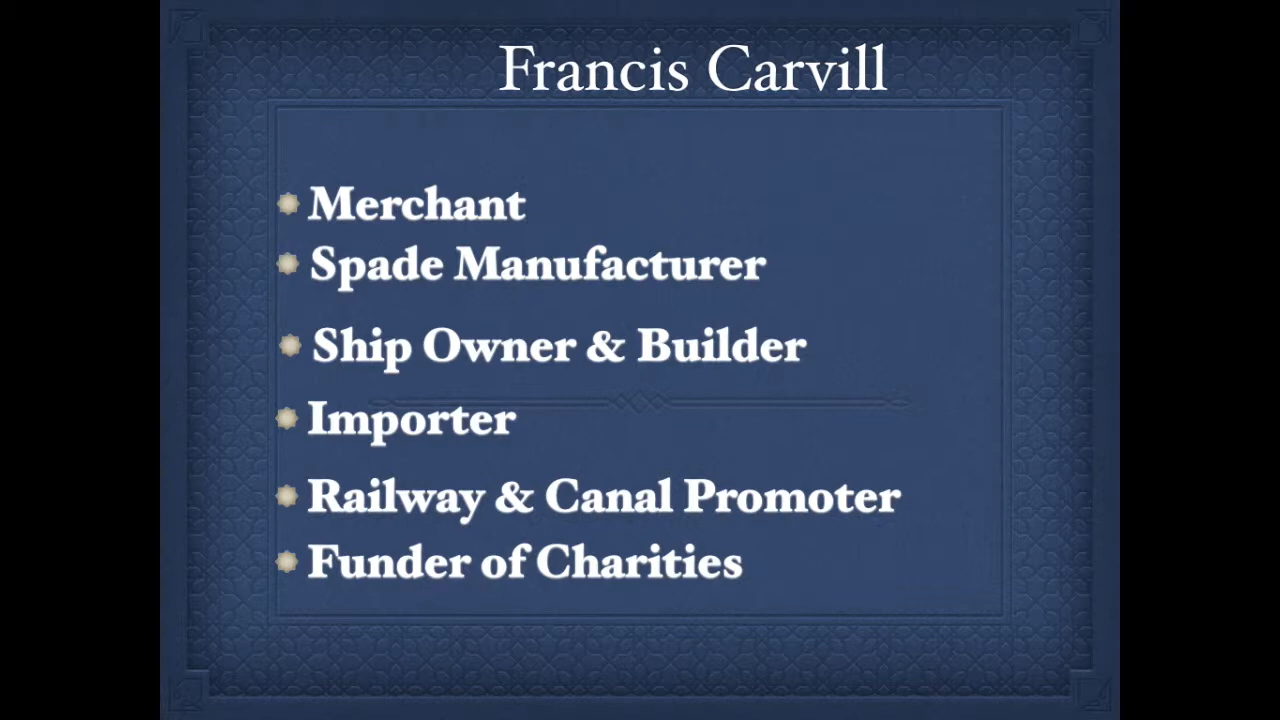 Francis Carvill
Merchant
Spade Manufacturer
Ship Owner & Builder
Importer
Railway & Canal Promoter
Funder of Charities